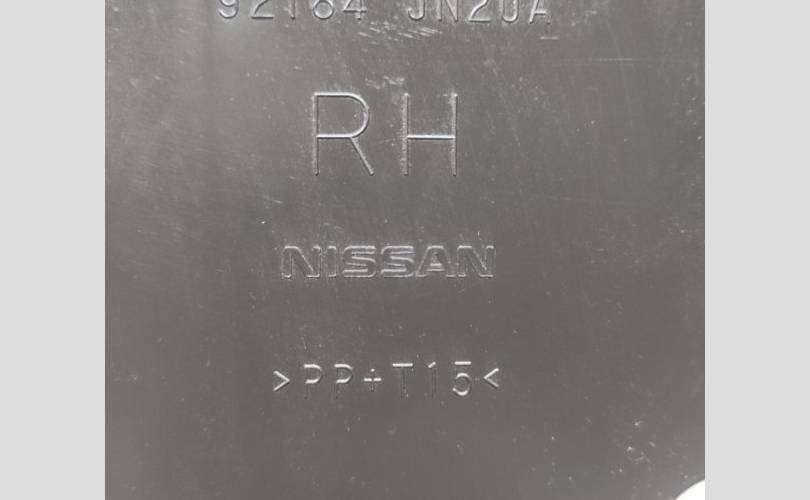 92184 JN20A
RH
NISSAN
>PP+T15<